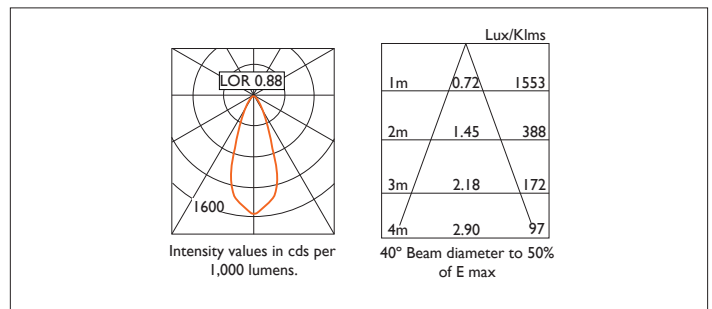 LOR 0.88
1600
Intensity values in cds per
1,000 lumens.
Lux/Klms
1m 0.72 1553
2m 1.45 388
3m 2.18 172
4m 2.90 97
40º Beam diameter to 50%
of E max